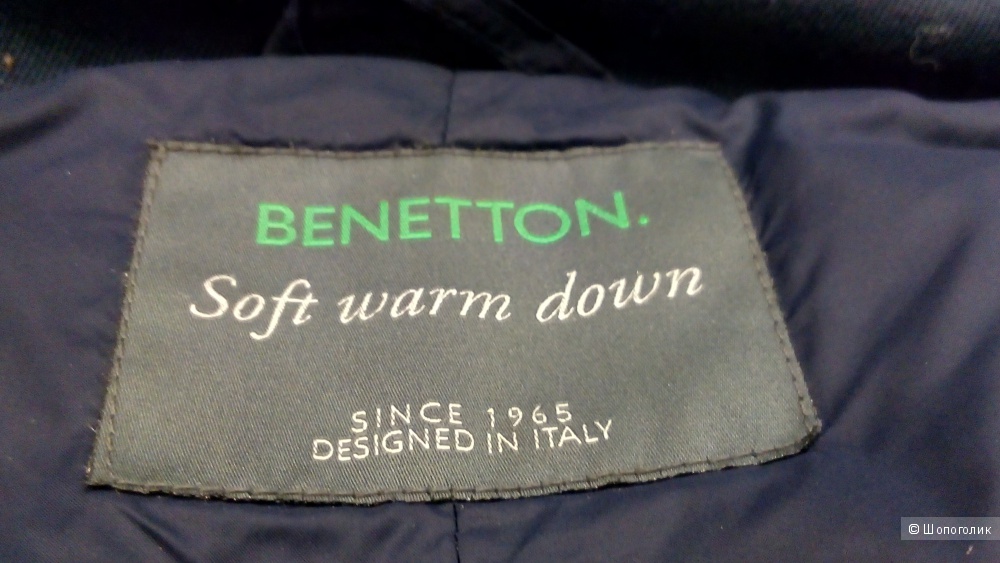 BENETTON.
Soft warm down
SINCE 1965
DESIGNED IN ITALY
© Шопоголик